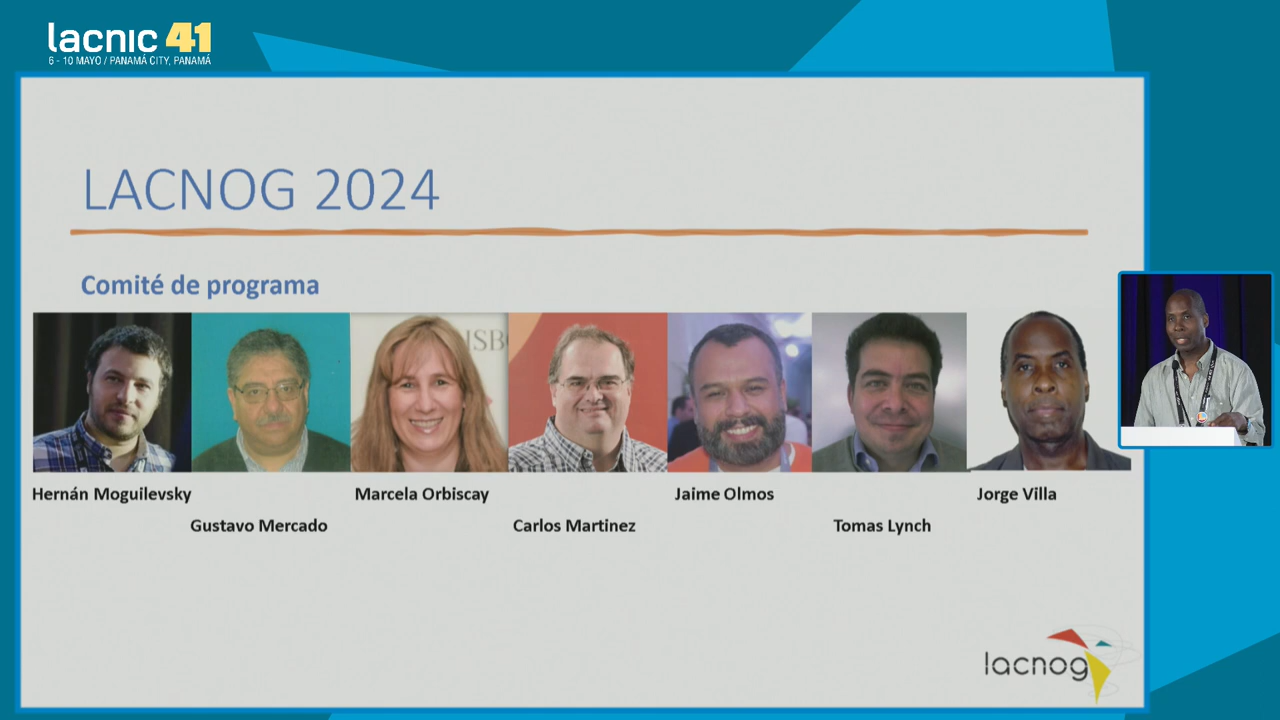 lacnic 41
6 - 10 MAYO / PANAMÁ CITY, PANAMÁ
LACNOG 2024
Comité de programa
Hernán Moguilevsky
Marcela Orbiscay
Jaime Olmos
Jorge Villa
Gustavo Mercado
Carlos Martinez
Tomas Lynch
lacnog